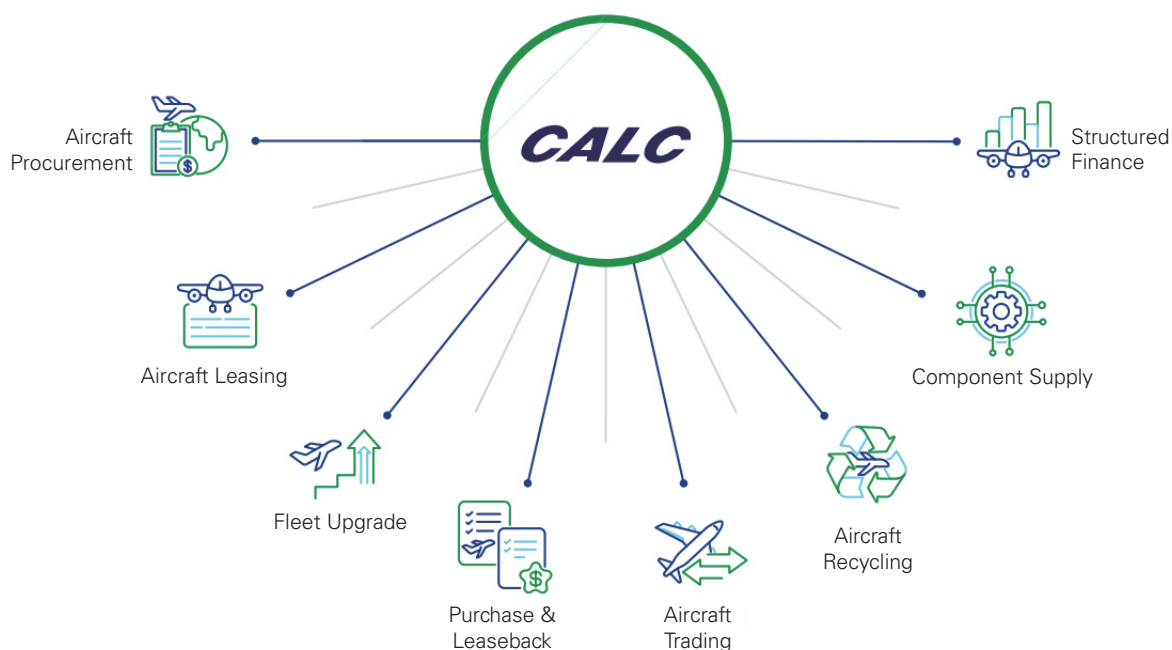 CALC
Aircraft
Procurement
Structured
Finance
Aircraft Leasing
Component Supply
Fleet Upgrade
Aircraft
Recycling
Purchase &
Leaseback
Aircraft
Trading
$
$